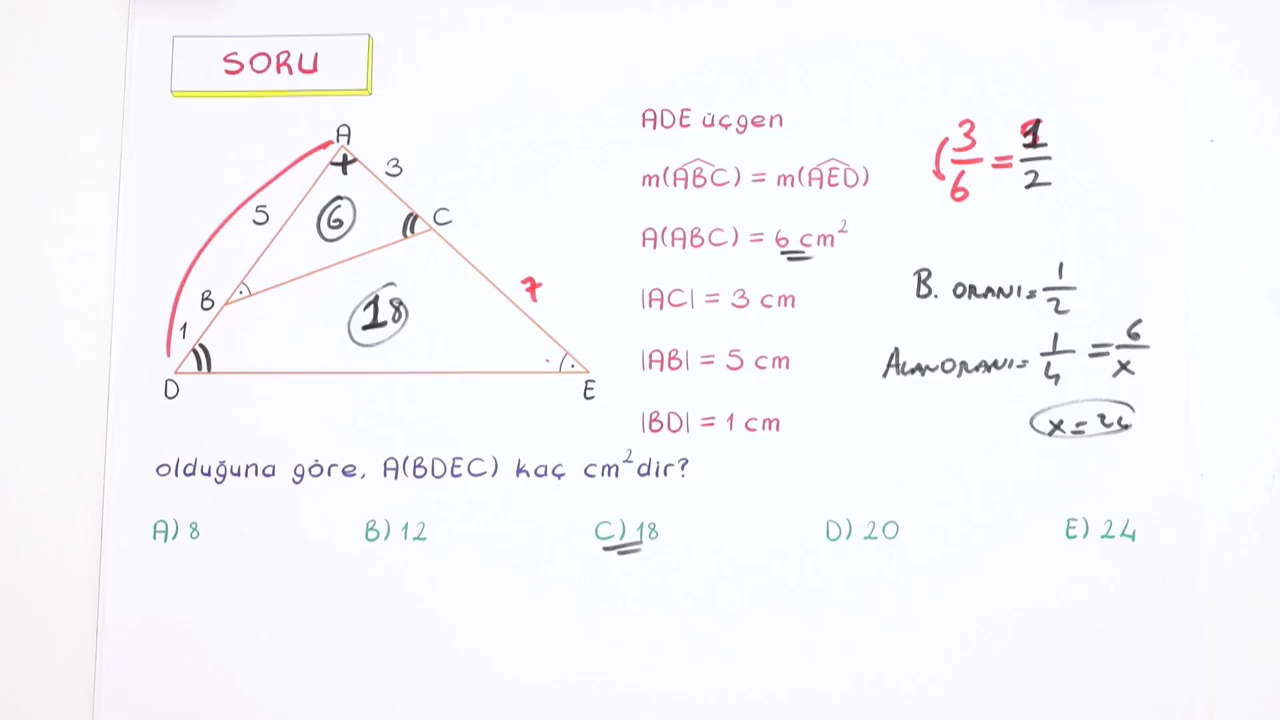 SORU
A
3
5
6
C
B
7
18
1
D
E
ADE üçgen
m(ABC) = m(AED)
A(ABC) = 6 cm²
|AC| = 3 cm
|AB| = 5 cm
|BD| = 1 cm
3/6 = 1/2
B. ORANI = 1/2
ALAN ORANI = 1/4 = 6/x
x = 24
olduğuna göre, A(BDEC) kaç cm² dir?
A) 8 B) 12 C) 18 D) 20 E) 24